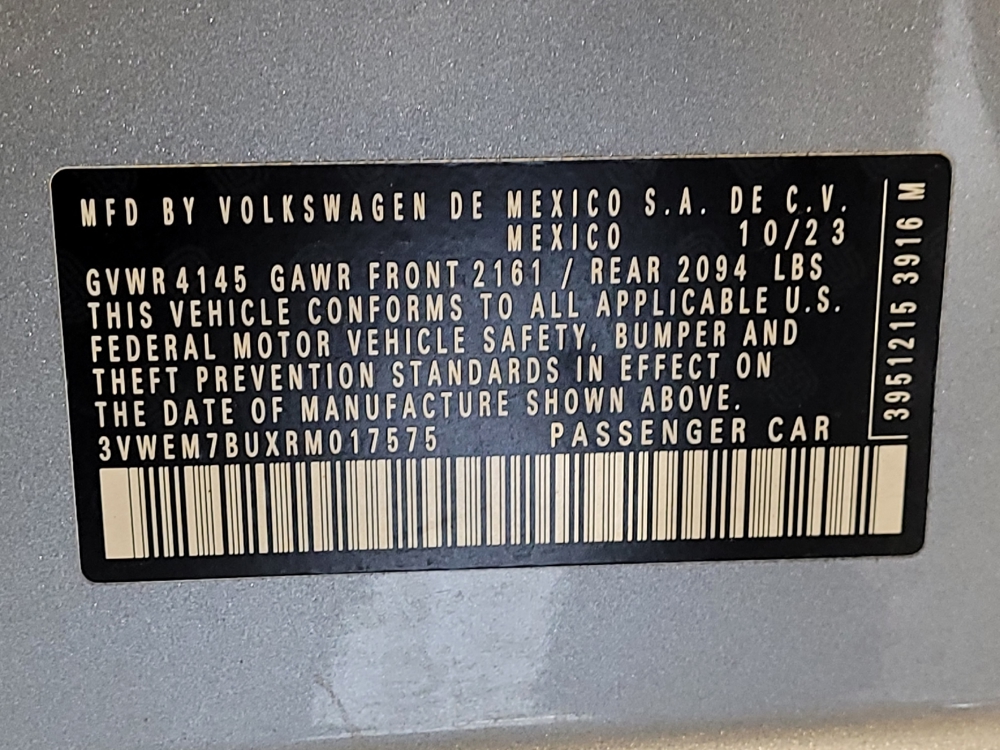 MFD BY VOLKSWAGEN DE MEXICO S.A. DE C.V.
MEXICO 10/23
GVWR 4145 GAWR FRONT 2161 / REAR 2094 LBS
THIS VEHICLE CONFORMS TO ALL APPLICABLE U.S.
FEDERAL MOTOR VEHICLE SAFETY, BUMPER AND
THEFT PREVENTION STANDARDS IN EFFECT ON
THE DATE OF MANUFACTURE SHOWN ABOVE.
3VWEM7BUXRM017575 PASSENGER CAR
3951215 3916 M